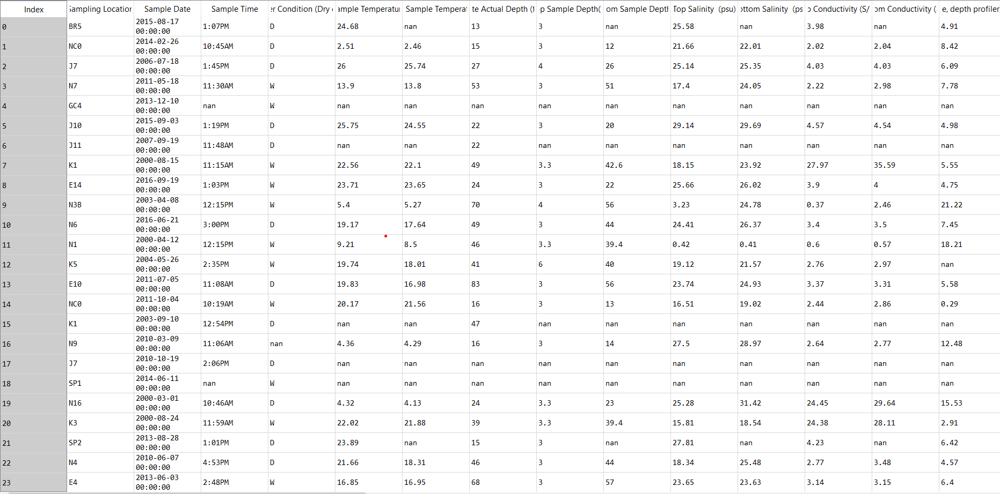 Index Sampling Location Sample Date Sample Time er Condition (Dry ample Temperatur Sample Temperat te Actual Depth (f p Sample Depth( om Sample Depth Top Salinity (psu) ottom Salinity (ps Conductivity (S/ om Conductivity ( e, depth profiler
0 BR5 2015-08-17 00:00:00 1:07PM D 24.68 nan 13 3 nan 25.58 nan 3.98 nan 4.91
1 NC0 2014-02-26 00:00:00 10:45AM D 2.51 2.46 15 3 12 21.66 22.01 2.02 2.04 8.42
2 J7 2006-07-18 00:00:00 1:45PM D 26 25.74 27 4 26 25.14 25.35 4.03 4.03 6.09
3 N7 2011-05-18 00:00:00 11:30AM W 13.9 13.8 53 3 51 17.4 24.05 2.22 2.98 7.78
4 GC4 2013-12-10 00:00:00 nan W nan nan nan nan nan nan nan nan nan nan
5 J10 2015-09-03 00:00:00 1:19PM D 25.75 24.55 22 3 20 29.14 29.69 4.57 4.54 4.98
6 J11 2007-09-19 00:00:00 11:48AM D nan nan 22 nan nan nan nan nan nan nan
7 K1 2000-08-15 00:00:00 11:15AM W 22.56 22.1 49 3.3 42.6 18.15 23.92 27.97 35.59 5.55
8 E14 2016-09-19 00:00:00 1:03PM W 23.71 23.65 24 3 22 25.66 26.02 3.9 4 4.75
9 N3B 2003-04-08 00:00:00 12:15PM W 5.4 5.27 70 4 56 3.23 24.78 0.37 2.46 21.22
10 N6 2016-06-21 00:00:00 3:00PM D 19.17 17.64 49 3 44 24.41 26.37 3.4 3.5 7.45
11 N1 2000-04-12 00:00:00 12:15PM W 9.21 8.5 46 3.3 39.4 0.42 0.41 0.6 0.57 18.21
12 K5 2004-05-26 00:00:00 2:35PM W 19.74 18.01 41 6 40 19.12 21.57 2.76 2.97 nan
13 E10 2011-07-05 00:00:00 11:08AM D 19.83 16.98 83 3 56 23.74 24.93 3.37 3.31 5.58
14 NC0 2011-10-04 00:00:00 10:19AM W 20.17 21.56 16 3 13 16.51 19.02 2.44 2.86 0.29
15 K1 2003-09-10 00:00:00 12:54PM D nan nan 47 nan nan nan nan nan nan nan
16 N9 2010-03-09 00:00:00 11:06AM nan 4.36 4.29 16 3 14 27.5 28.97 2.64 2.77 12.48
17 J7 2010-10-19 00:00:00 2:06PM D nan nan nan nan nan nan nan nan nan nan
18 SP1 2014-06-11 00:00:00 nan W nan nan nan nan nan nan nan nan nan nan
19 N16 2000-03-01 00:00:00 10:46AM D 4.32 4.13 24 3.3 23 25.28 31.42 24.45 29.64 15.53
20 K3 2000-08-24 00:00:00 11:59AM W 22.02 21.88 39 3.3 39.4 15.81 18.54 24.38 28.11 2.91
21 SP2 2013-08-28 00:00:00 1:01PM D 23.89 nan 15 3 nan 27.81 nan 4.23 nan 6.42
22 N4 2010-06-07 00:00:00 4:53PM D 21.66 18.31 46 3 44 18.34 25.48 2.77 3.48 4.57
23 E4 2013-06-03 00:00:00 2:48PM W 16.85 16.95 68 3 57 23.65 23.63 3.14 3.15 6.4